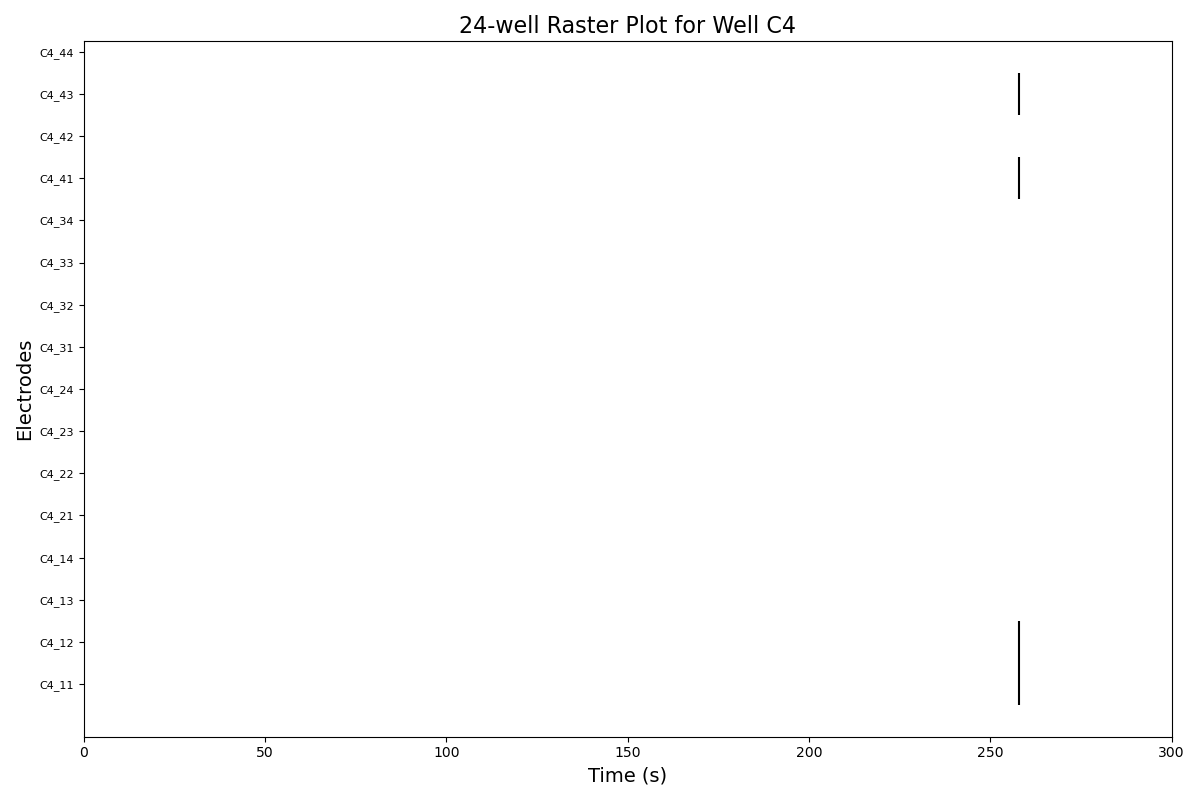 24-well Raster Plot for Well C4
C4_44
C4_43
C4_42
C4_41
C4_34
C4_33
C4_32
C4_31
C4_24
C4_23
C4_22
C4_21
C4_14
C4_13
C4_12
C4_11
Electrodes
0 50 100 150 200 250 300
Time (s)